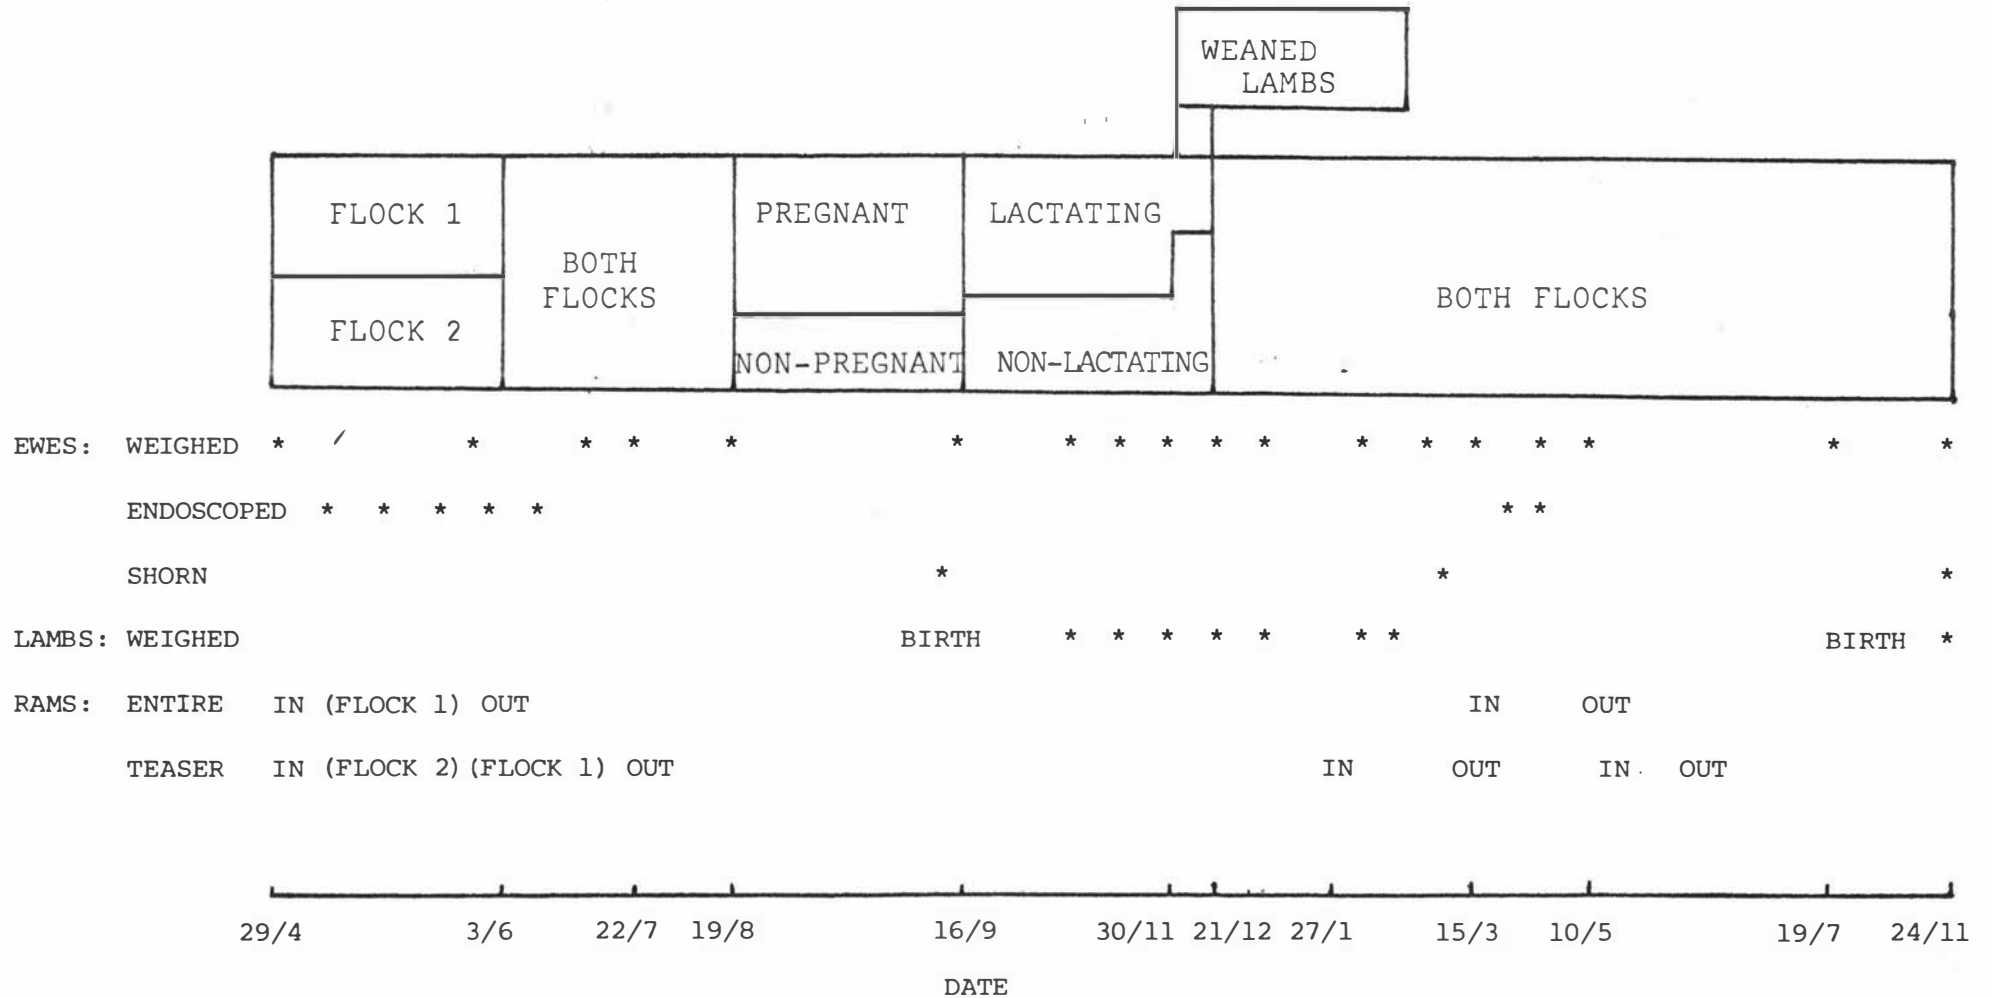 WEANED
LAMBS
FLOCK 1
PREGNANT
LACTATING
BOTH
FLOCKS
BOTH FLOCKS
FLOCK 2
NON-PREGNANT
NON-LACTATING
EWES: WEIGHED * * * * * * * * * * * * * * * * * *
ENDOSCOPED * * * * * * *
SHORN * * *
LAMBS: WEIGHED BIRTH * * * * * * * BIRTH *
RAMS: ENTIRE IN (FLOCK 1) OUT IN OUT
TEASER IN (FLOCK 2) (FLOCK 1) OUT IN OUT IN OUT
29/4 3/6 22/7 19/8 16/9 30/11 21/12 27/1 15/3 10/5 19/7 24/11
DATE